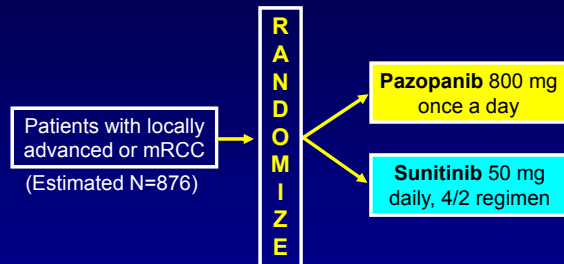 Patients with locally
advanced or mRCC
(Estimated N=876)
R
A
N
D
O
M
I
Z
E
Pazopanib 800 mg
once a day
Sunitinib 50 mg
daily, 4/2 regimen